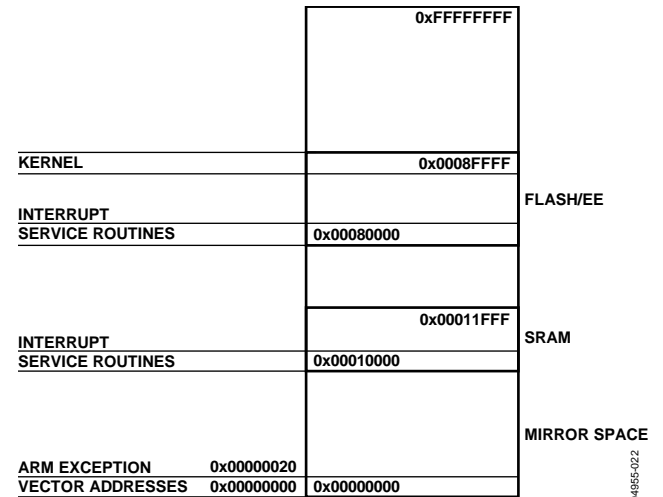 0xFFFFFFFF
KERNEL 0x0008FFFF
FLASH/EE
INTERRUPT
SERVICE ROUTINES 0x00080000
0x00011FFF
SRAM
INTERRUPT
SERVICE ROUTINES 0x00010000
MIRROR SPACE
ARM EXCEPTION 0x00000020
VECTOR ADDRESSES 0x00000000 0x00000000
4955-022